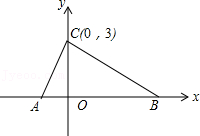 y
C(0 , 3)
A O B x